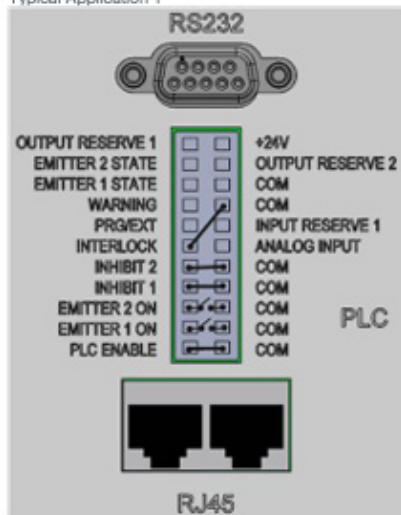 Typical Application 1
RS232
OUTPUT RESERVE 1 +24V
EMITTER 2 STATE OUTPUT RESERVE 2
EMITTER 1 STATE COM
WARNING COM
PRG/EXT INPUT RESERVE 1
INTERLOCK ANALOG INPUT
INHIBIT 2 COM
INHIBIT 1 COM
EMITTER 2 ON COM
EMITTER 1 ON COM
PLC ENABLE COM
PLC
RJ45